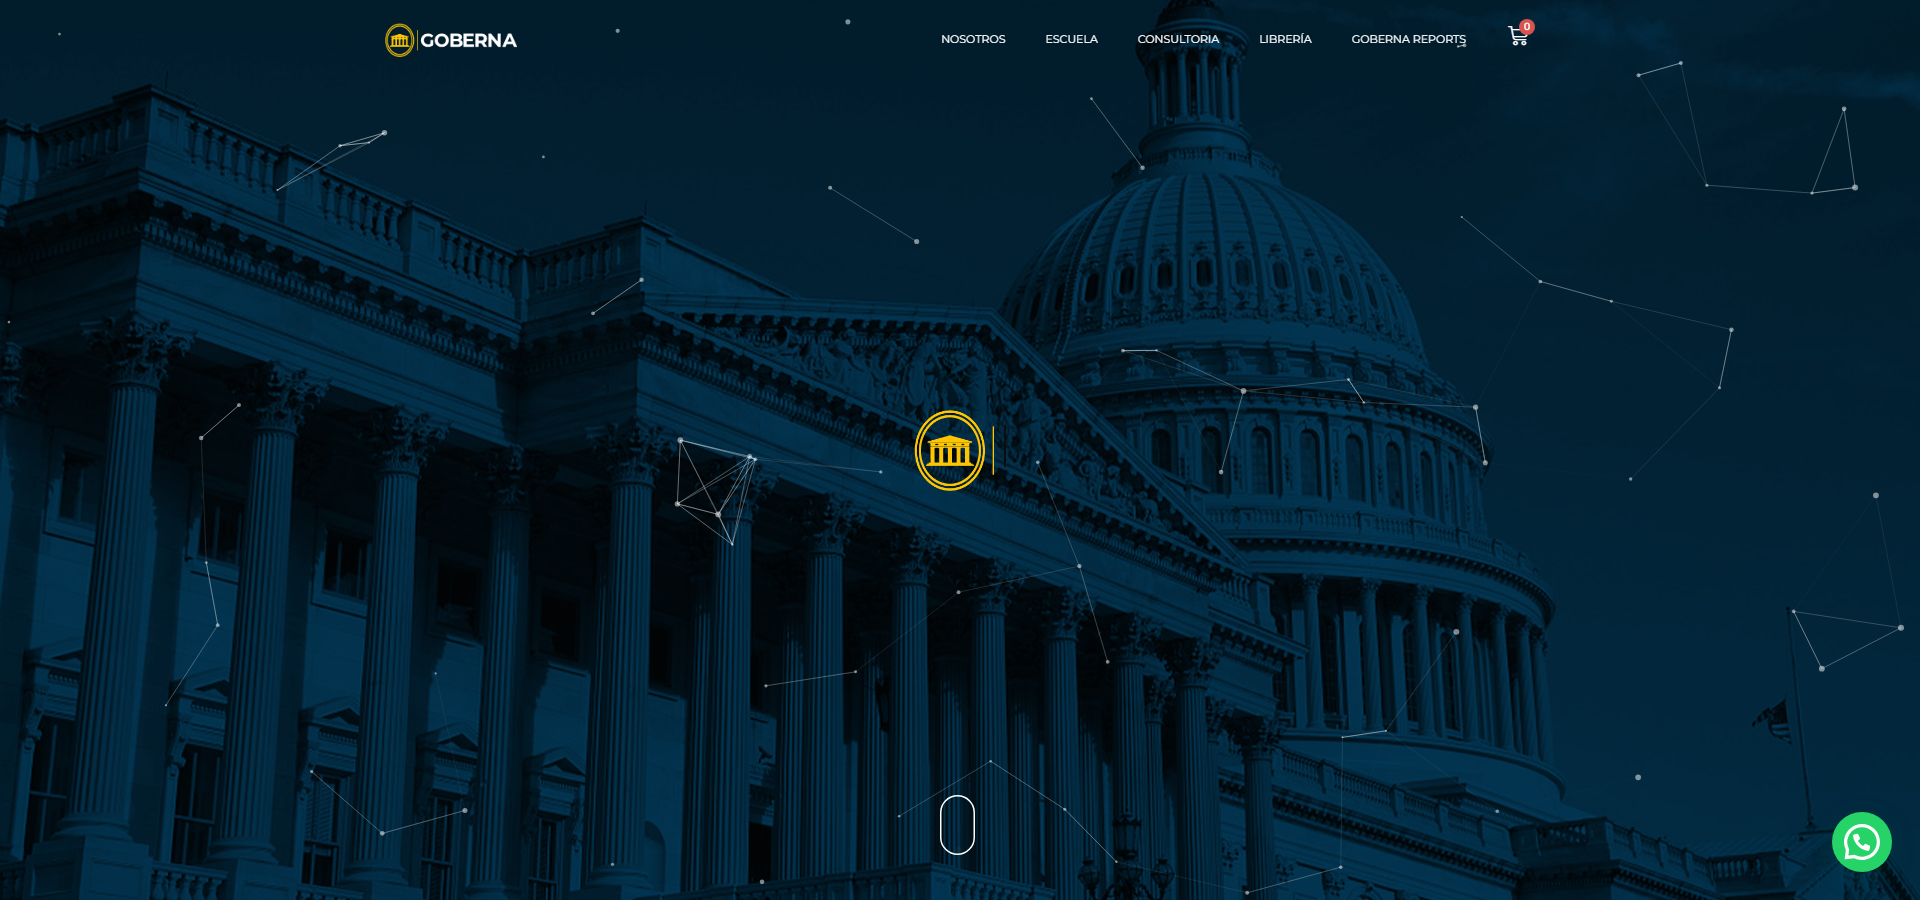 GOBERNA
NOSOTROS
ESCUELA
CONSULTORIA
LIBRERÍA
GOBERNA REPORTS
0